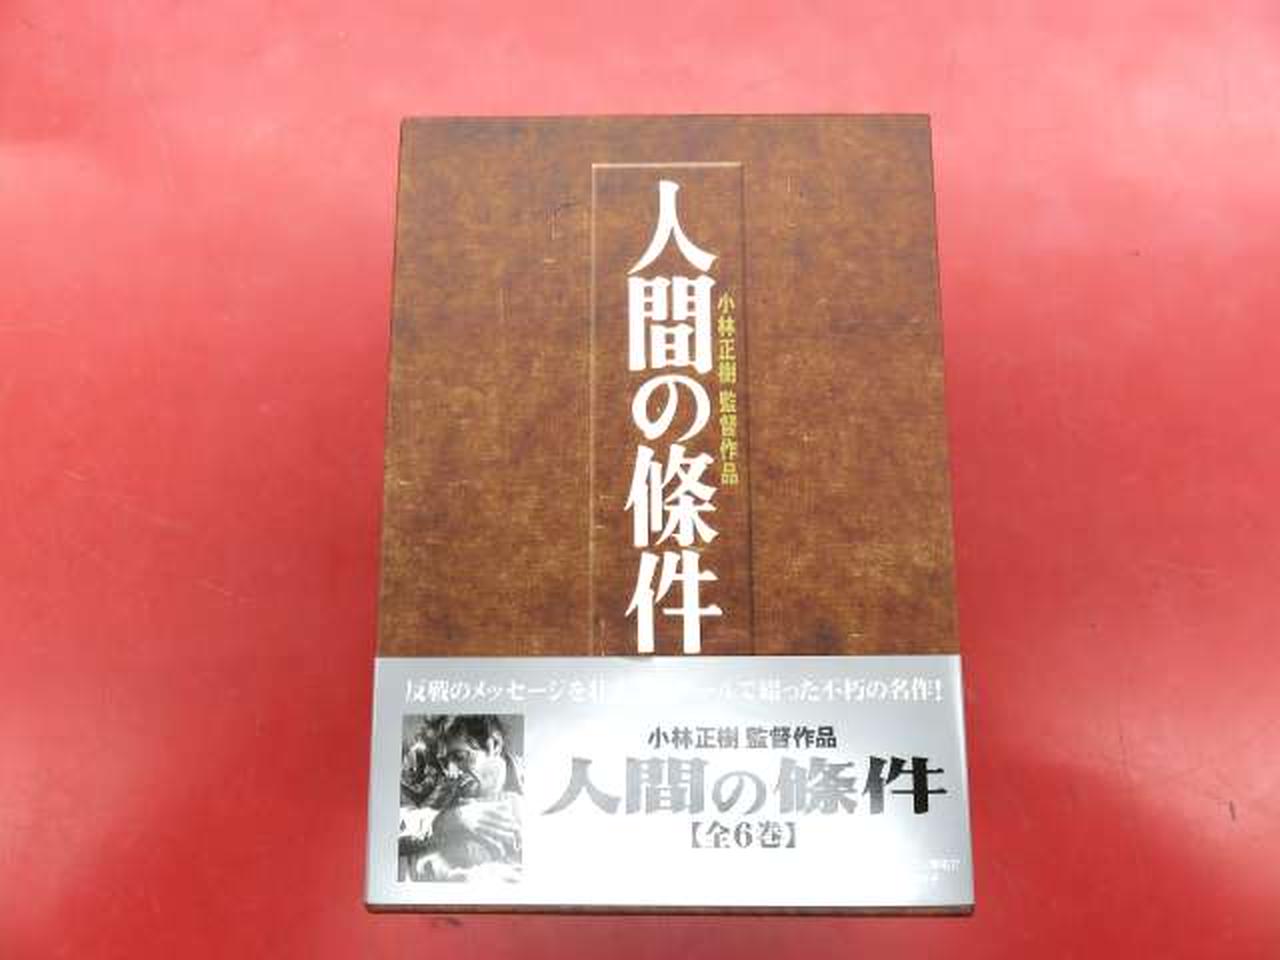 人間の條件
小林正樹 監督作品
反戦のメッセージを壮 ールで綴った不朽の名作!
小林正樹 監督作品
人間の條件
【全6巻】